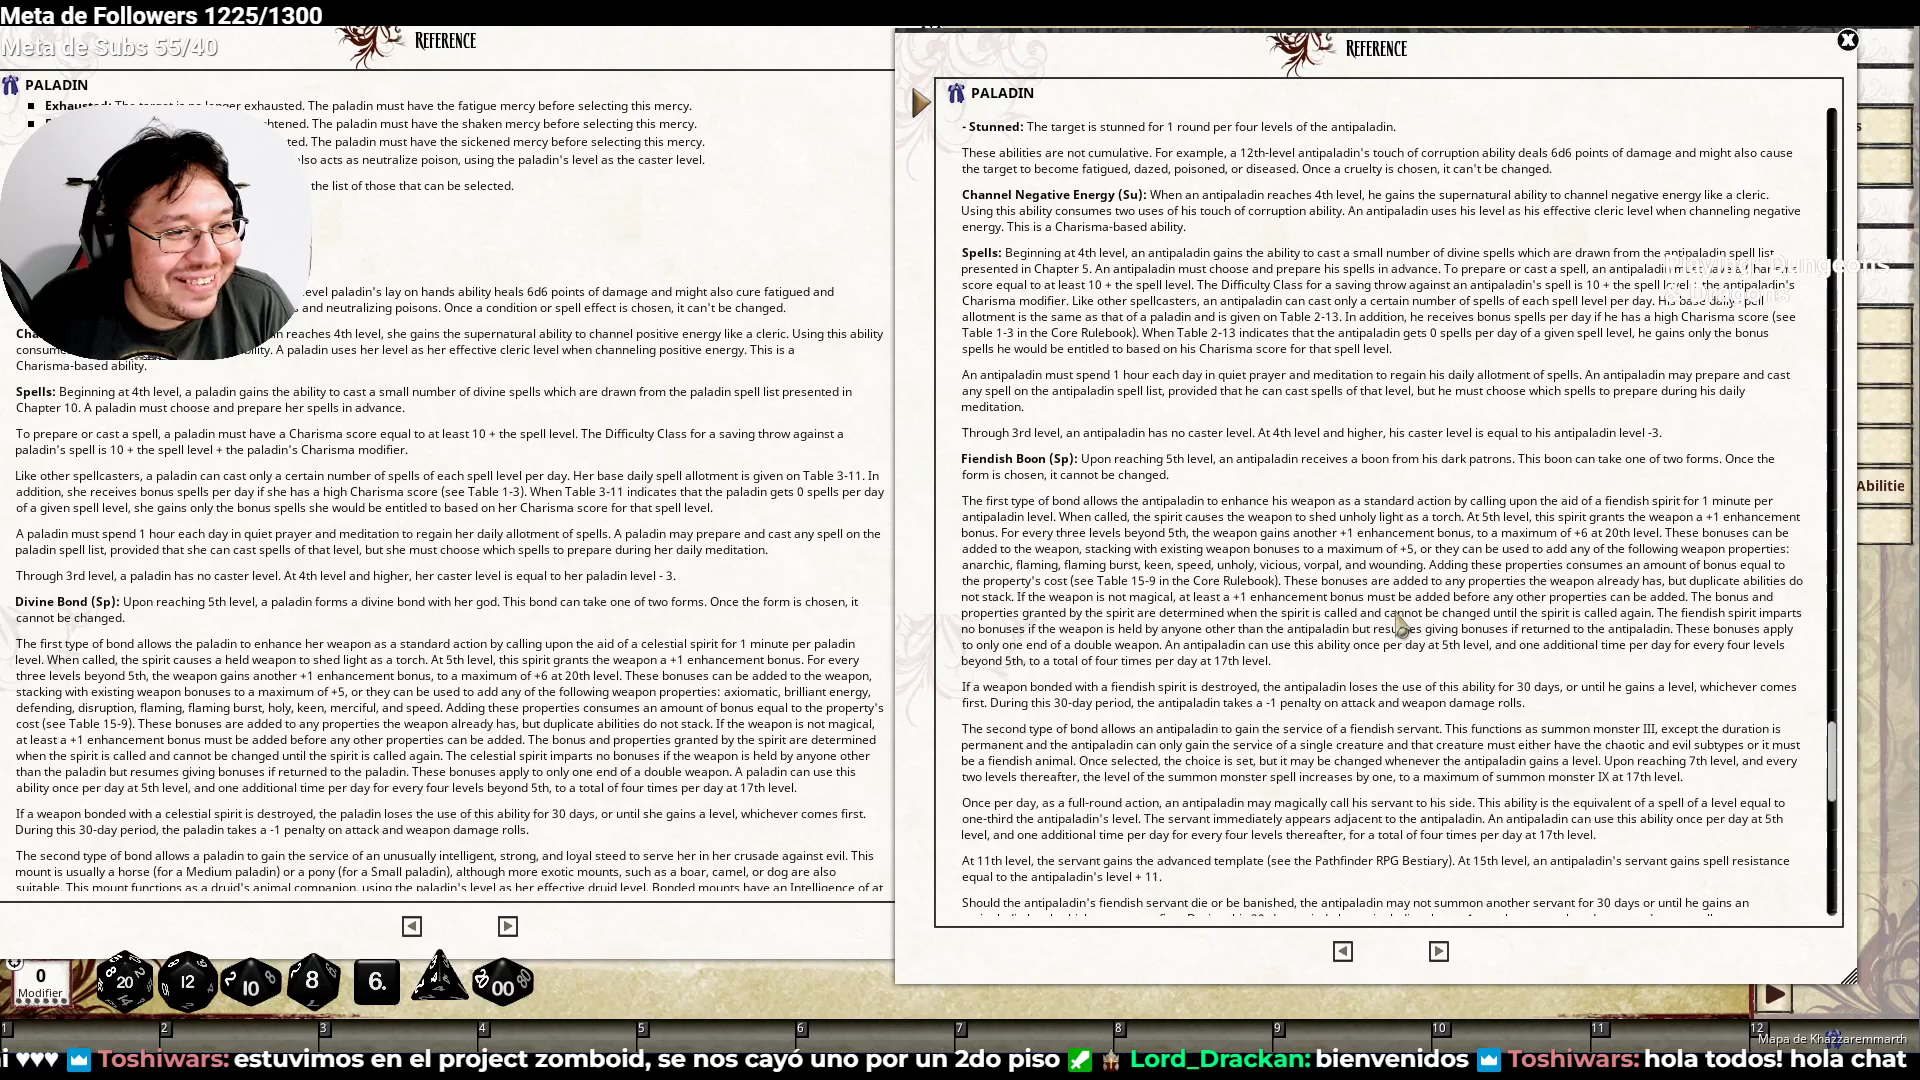 Meta de Followers 1225/1300
Meta de Subs 55/40
REFERENCE
PALADIN
Exhausted: The target is no longer exhausted. The paladin must have the fatigue mercy before selecting this mercy.
htened. The paladin must have the shaken mercy before selecting this mercy.
ted. The paladin must have the sickened mercy before selecting this mercy.
also acts as neutralize poison, using the paladin's level as the caster level.
the list of those that can be selected.
evel paladin's lay on hands ability heals 6d6 points of damage and might also cure fatigued and
s and neutralizing poisons. Once a condition or spell effect is chosen, it can't be changed.
Cha n reaches 4th level, she gains the supernatural ability to channel positive energy like a cleric. Using this ability
consume ility. A paladin uses her level as her effective cleric level when channeling positive energy. This is a
Charisma-based ability.
Spells: Beginning at 4th level, a paladin gains the ability to cast a small number of divine spells which are drawn from the paladin spell list presented in
Chapter 10. A paladin must choose and prepare her spells in advance.
To prepare or cast a spell, a paladin must have a Charisma score equal to at least 10 + the spell level. The Difficulty Class for a saving throw against a
paladin's spell is 10 + the spell level + the paladin's Charisma modifier.
Like other spellcasters, a paladin can cast only a certain number of spells of each spell level per day. Her base daily spell allotment is given on Table 3-11. In
addition, she receives bonus spells per day if she has a high Charisma score (see Table 1-3). When Table 3-11 indicates that the paladin gets 0 spells per day
of a given spell level, she gains only the bonus spells she would be entitled to based on her Charisma score for that spell level.
A paladin must spend 1 hour each day in quiet prayer and meditation to regain her daily allotment of spells. A paladin may prepare and cast any spell on the
paladin spell list, provided that she can cast spells of that level, but she must choose which spells to prepare during her daily meditation.
Through 3rd level, a paladin has no caster level. At 4th level and higher, her caster level is equal to her paladin level - 3.
Divine Bond (Sp): Upon reaching 5th level, a paladin forms a divine bond with her god. This bond can take one of two forms. Once the form is chosen, it
cannot be changed.
The first type of bond allows the paladin to enhance her weapon as a standard action by calling upon the aid of a celestial spirit for 1 minute per paladin
level. When called, the spirit causes a held weapon to shed light as a torch. At 5th level, this spirit grants the weapon a +1 enhancement bonus. For every
three levels beyond 5th, the weapon gains another +1 enhancement bonus, to a maximum of +6 at 20th level. These bonuses can be added to the weapon,
stacking with existing weapon bonuses to a maximum of +5, or they can be used to add any of the following weapon properties: axiomatic, brilliant energy,
defending, disruption, flaming, flaming burst, holy, keen, merciful, and speed. Adding these properties consumes an amount of bonus equal to the property's
cost (see Table 15-9). These bonuses are added to any properties the weapon already has, but duplicate abilities do not stack. If the weapon is not magical,
at least a +1 enhancement bonus must be added before any other properties can be added. The bonus and properties granted by the spirit are determined
when the spirit is called and cannot be changed until the spirit is called again. The celestial spirit imparts no bonuses if the weapon is held by anyone other
than the paladin but resumes giving bonuses if returned to the paladin. These bonuses apply to only one end of a double weapon. A paladin can use this
ability once per day at 5th level, and one additional time per day for every four levels beyond 5th, to a total of four times per day at 17th level.
If a weapon bonded with a celestial spirit is destroyed, the paladin loses the use of this ability for 30 days, or until she gains a level, whichever comes first.
During this 30-day period, the paladin takes a -1 penalty on attack and weapon damage rolls.
The second type of bond allows a paladin to gain the service of an unusually intelligent, strong, and loyal steed to serve her in her crusade against evil. This
mount is usually a horse (for a Medium paladin) or a pony (for a Small paladin), although more exotic mounts, such as a boar, camel, or dog are also
suitable. This mount functions as a druid's animal companion, using the paladin's level as her effective druid level. Bonded mounts have an Intelligence of at
REFERENCE
PALADIN
- Stunned: The target is stunned for 1 round per four levels of the antipaladin.
These abilities are not cumulative. For example, a 12th-level antipaladin's touch of corruption ability deals 6d6 points of damage and might also cause
the target to become fatigued, dazed, poisoned, or diseased. Once a cruelty is chosen, it can't be changed.
Channel Negative Energy (Su): When an antipaladin reaches 4th level, he gains the supernatural ability to channel negative energy like a cleric.
Using this ability consumes two uses of his touch of corruption ability. An antipaladin uses his level as his effective cleric level when channeling negative
energy. This is a Charisma-based ability.
Spells: Beginning at 4th level, an antipaladin gains the ability to cast a small number of divine spells which are drawn from the antipaladin spell list
presented in Chapter 5. An antipaladin must choose and prepare his spells in advance. To prepare or cast a spell, an antipaladin must have a Charisma
score equal to at least 10 + the spell level. The Difficulty Class for a saving throw against an antipaladin's spell is 10 + the spell level + the antipaladin's
Charisma modifier. Like other spellcasters, an antipaladin can cast only a certain number of spells of each spell level per day. His base daily spell
allotment is the same as that of a paladin and is given on Table 2-13. In addition, he receives bonus spells per day if he has a high Charisma score (see
Table 1-3 in the Core Rulebook). When Table 2-13 indicates that the antipaladin gets 0 spells per day of a given spell level, he gains only the bonus
spells he would be entitled to based on his Charisma score for that spell level.
An antipaladin must spend 1 hour each day in quiet prayer and meditation to regain his daily allotment of spells. An antipaladin may prepare and cast
any spell on the antipaladin spell list, provided that he can cast spells of that level, but he must choose which spells to prepare during his daily
meditation.
Through 3rd level, an antipaladin has no caster level. At 4th level and higher, his caster level is equal to his antipaladin level -3.
Fiendish Boon (Sp): Upon reaching 5th level, an antipaladin receives a boon from his dark patrons. This boon can take one of two forms. Once the
form is chosen, it cannot be changed.
The first type of bond allows the antipaladin to enhance his weapon as a standard action by calling upon the aid of a fiendish spirit for 1 minute per
antipaladin level. When called, the spirit causes the weapon to shed unholy light as a torch. At 5th level, this spirit grants the weapon a +1 enhancement
bonus. For every three levels beyond 5th, the weapon gains another +1 enhancement bonus, to a maximum of +6 at 20th level. These bonuses can be
added to the weapon, stacking with existing weapon bonuses to a maximum of +5, or they can be used to add any of the following weapon properties:
anarchic, flaming, flaming burst, keen, speed, unholy, vicious, vorpal, and wounding. Adding these properties consumes an amount of bonus equal to
the property's cost (see Table 15-9 in the Core Rulebook). These bonuses are added to any properties the weapon already has, but duplicate abilities do
not stack. If the weapon is not magical, at least a +1 enhancement bonus must be added before any other properties can be added. The bonus and
properties granted by the spirit are determined when the spirit is called and cannot be changed until the spirit is called again. The fiendish spirit imparts
no bonuses if the weapon is held by anyone other than the antipaladin but resumes giving bonuses if returned to the antipaladin. These bonuses apply
to only one end of a double weapon. An antipaladin can use this ability once per day at 5th level, and one additional time per day for every four levels
beyond 5th, to a total of four times per day at 17th level.
If a weapon bonded with a fiendish spirit is destroyed, the antipaladin loses the use of this ability for 30 days, or until he gains a level, whichever comes
first. During this 30-day period, the antipaladin takes a -1 penalty on attack and weapon damage rolls.
The second type of bond allows an antipaladin to gain the service of a fiendish servant. This functions as summon monster III, except the duration is
permanent and the antipaladin can only gain the service of a single creature and that creature must either have the chaotic and evil subtypes or it must
be a fiendish animal. Once selected, the choice is set, but it may be changed whenever the antipaladin gains a level. Upon reaching 7th level, and every
two levels thereafter, the level of the summon monster spell increases by one, to a maximum of summon monster IX at 17th level.
Once per day, as a full-round action, an antipaladin may magically call his servant to his side. This ability is the equivalent of a spell of a level equal to
one-third the antipaladin's level. The servant immediately appears adjacent to the antipaladin. An antipaladin can use this ability once per day at 5th
level, and one additional time per day for every four levels thereafter, for a total of four times per day at 17th level.
At 11th level, the servant gains the advanced template (see the Pathfinder RPG Bestiary). At 15th level, an antipaladin's servant gains spell resistance
equal to the antipaladin's level + 11.
Should the antipaladin's fiendish servant die or be banished, the antipaladin may not summon another servant for 30 days or until he gains an
Playing: Dungeons
& Dragons
s
Abilitie
0
Modifier
20
12
10
8
6.
4
00
1 2 3 4 5 6 7 8 9 10 11 12
Mapa de Khazzaremmarth
i ♥♥♥ Toshiwars: estuvimos en el project zomboid, se nos cayó uno por un 2do piso Lord_Drackan: bienvenidos Toshiwars: hola todos! hola chat